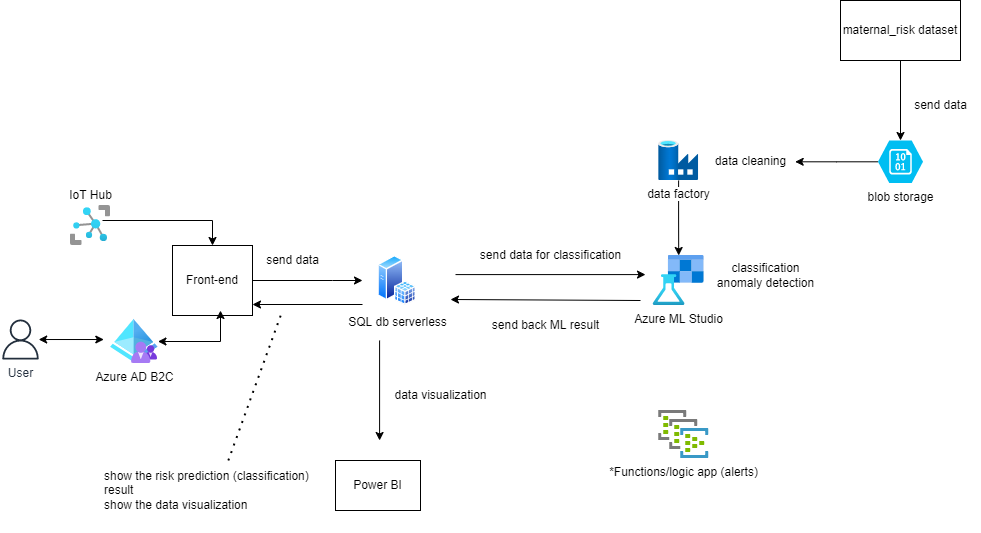 maternal_risk dataset
send data
data cleaning
data factory
blob storage
IoT Hub
Front-end
send data
send data for classification
classification
anomaly detection
SQL db serverless
send back ML result
Azure ML Studio
User
Azure AD B2C
data visualization
show the risk prediction (classification)
result
show the data visualization
Power BI
*Functions/logic app (alerts)
10
01